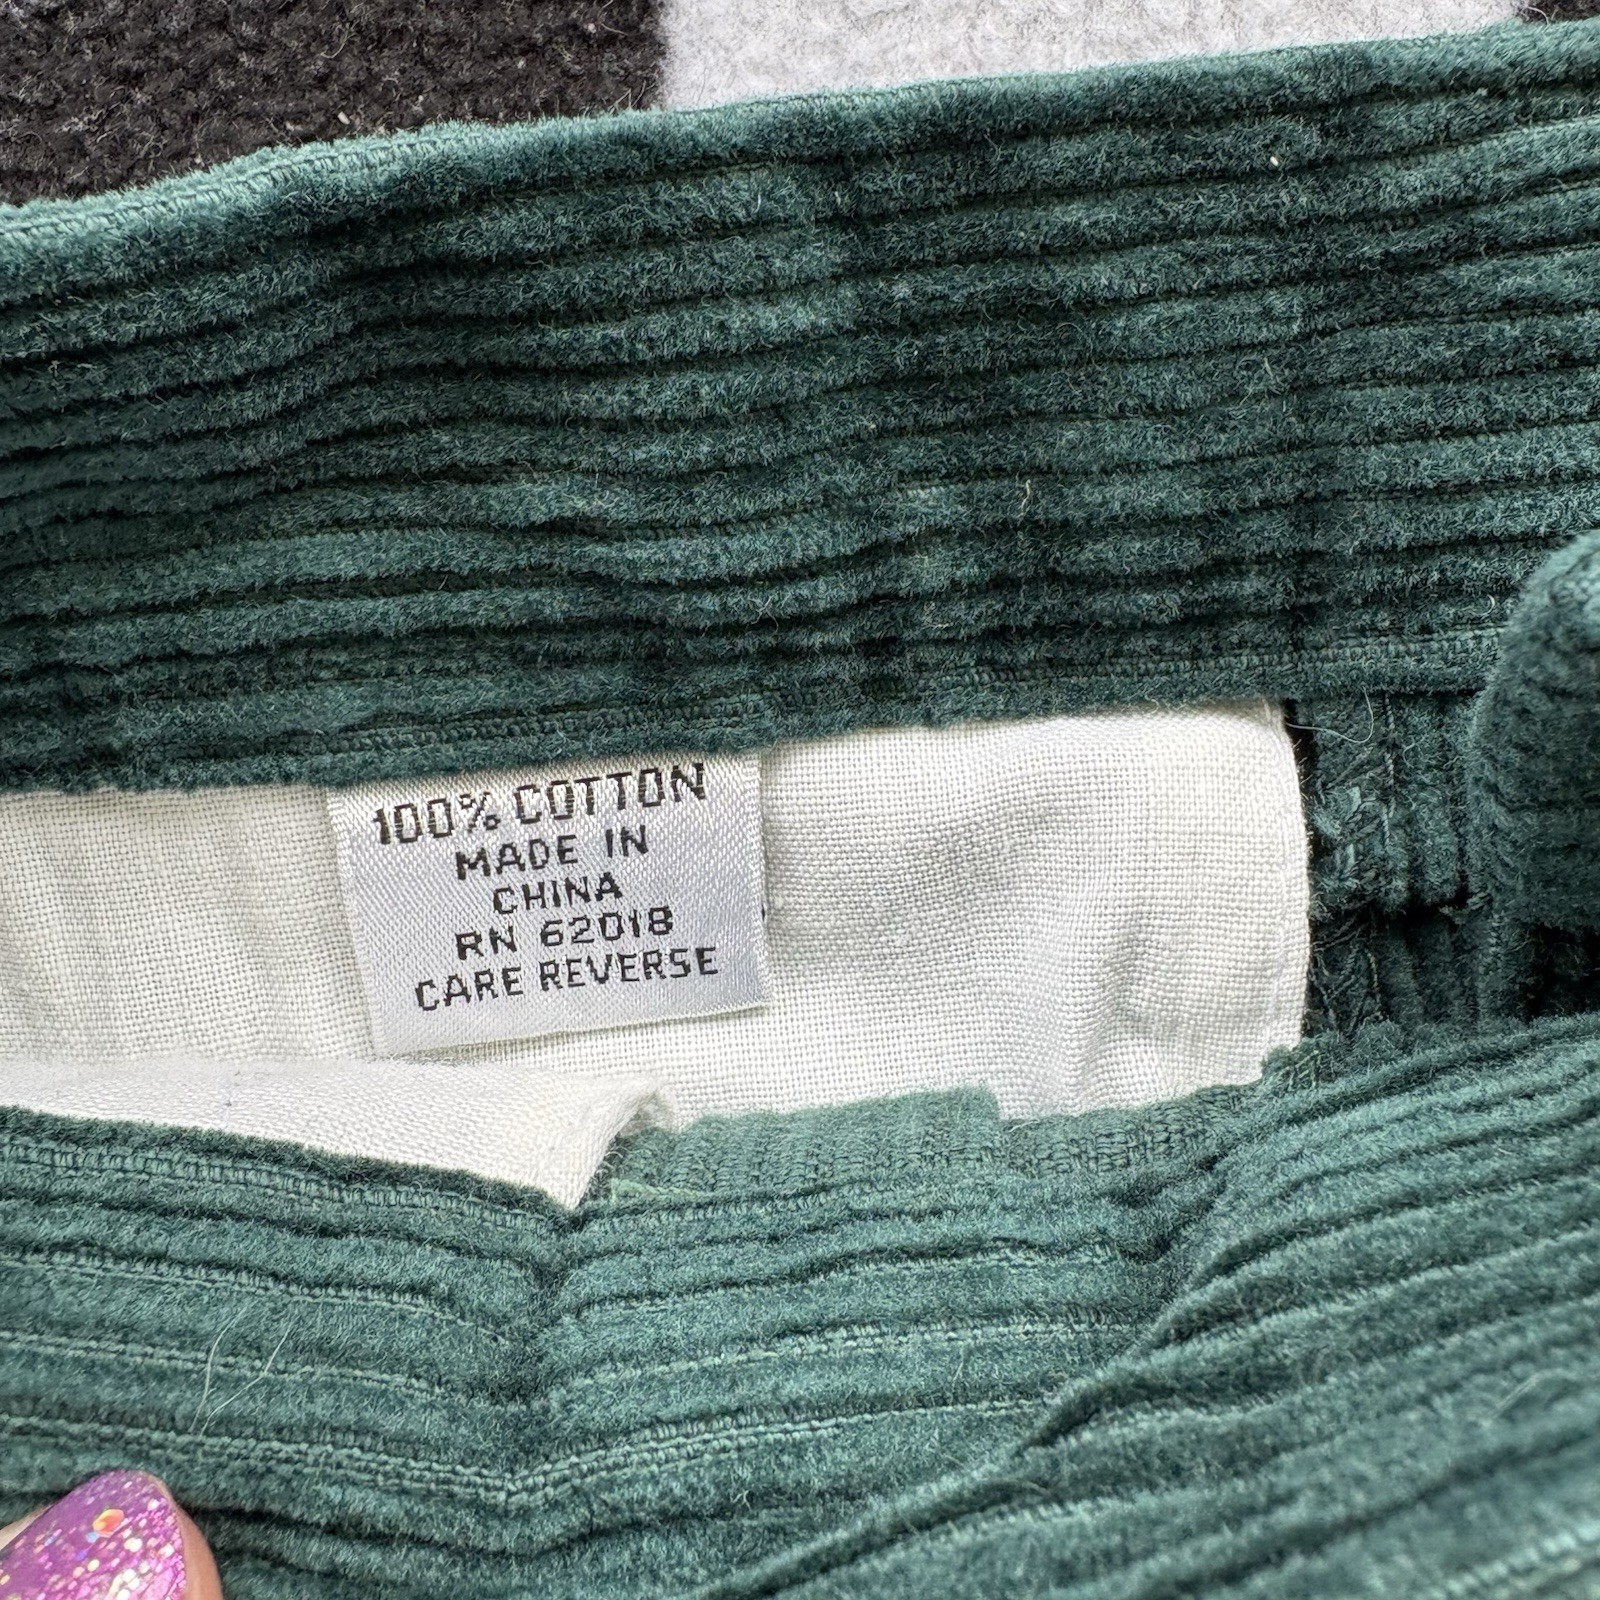 100% COTTON
MADE IN
CHINA
RN 62018
CARE REVERSE